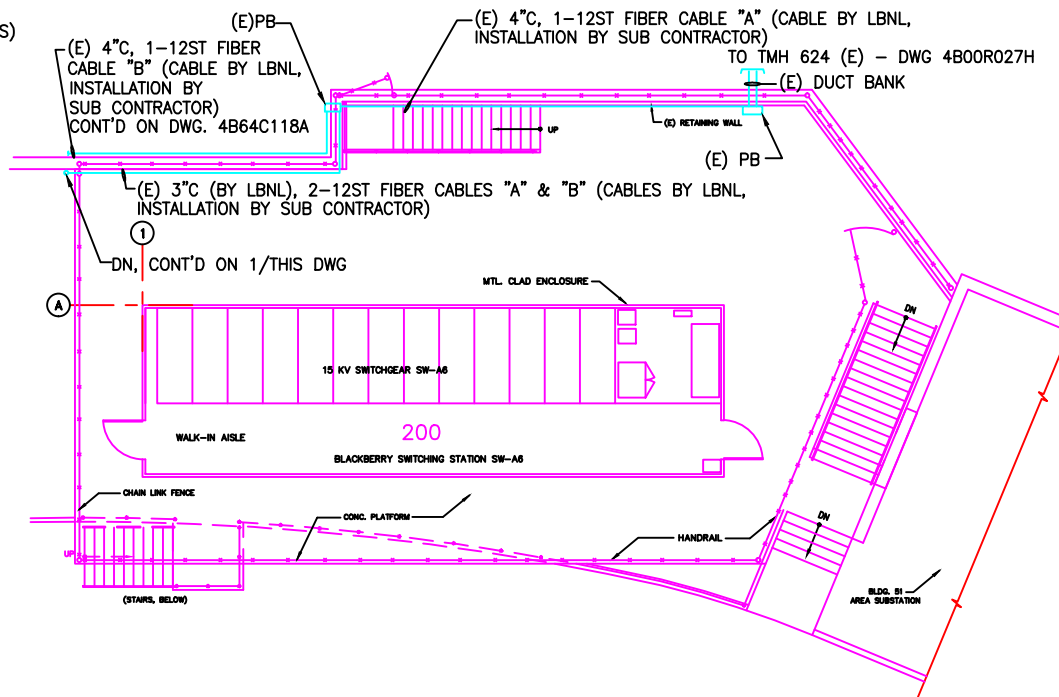 S)
(E)PB
(E) 4"C, 1-12ST FIBER CABLE "A" (CABLE BY LBNL,
INSTALLATION BY SUB CONTRACTOR)
(E) 4"C, 1-12ST FIBER
CABLE "B" (CABLE BY LBNL,
INSTALLATION BY
SUB CONTRACTOR)
CONT'D ON DWG. 4B64C118A
TO TMH 624 (E) - DWG 4B00R027H
(E) DUCT BANK
(E) RETAINING WALL
UP
(E) PB
(E) 3"C (BY LBNL), 2-12ST FIBER CABLES "A" & "B" (CABLES BY LBNL,
INSTALLATION BY SUB CONTRACTOR)
1
DN, CONT'D ON 1/THIS DWG
A
MTL. CLAD ENCLOSURE
DN
15 KV SWITCHGEAR SW-A6
WALK-IN AISLE
200
BLACKBERRY SWITCHING STATION SW-A6
CHAIN LINK FENCE
CONC. PLATFORM
DN
HANDRAIL
UP
(STAIRS, BELOW)
BLDG. 51
AREA SUBSTATION